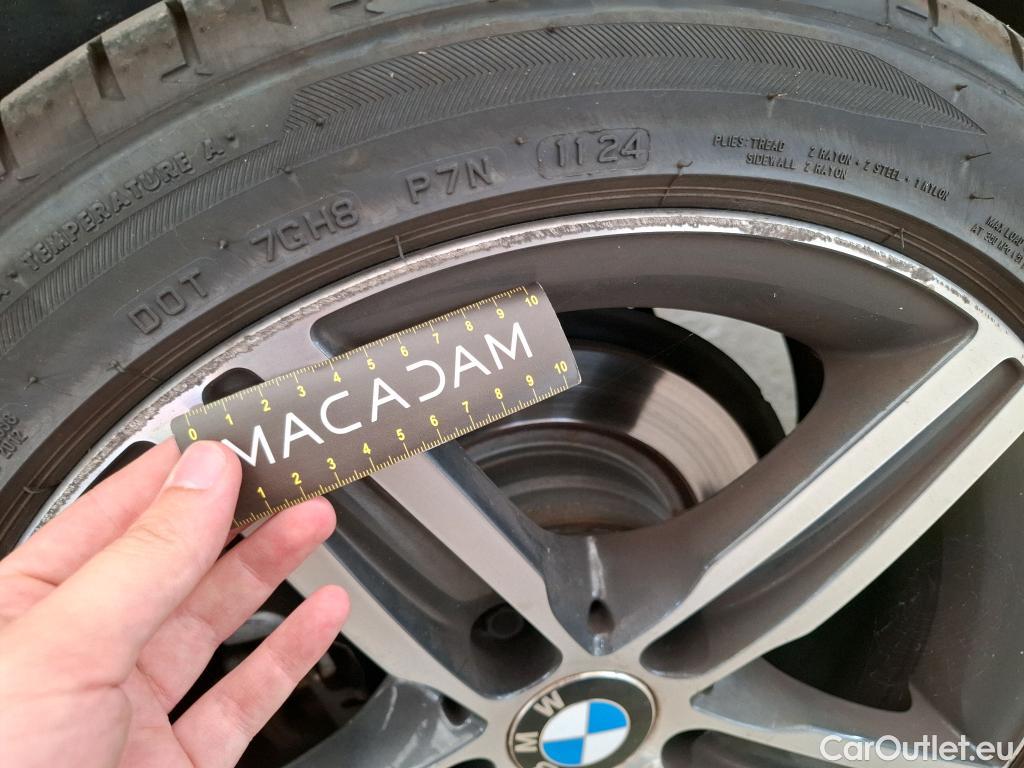 TEMPERATURE A
DOT 7GH8 P7N 1124
PLIES: TREAD 2 RAYON + 2 STEEL + 1 NYLON
SIDEWALL 2 RAYON
MAX LOAD
0 1 2 3 4 5 6 7 8 9 10
MACADAM
1 2 3 4 5 6 7 8 9 10
BMW
CarOutlet.eu